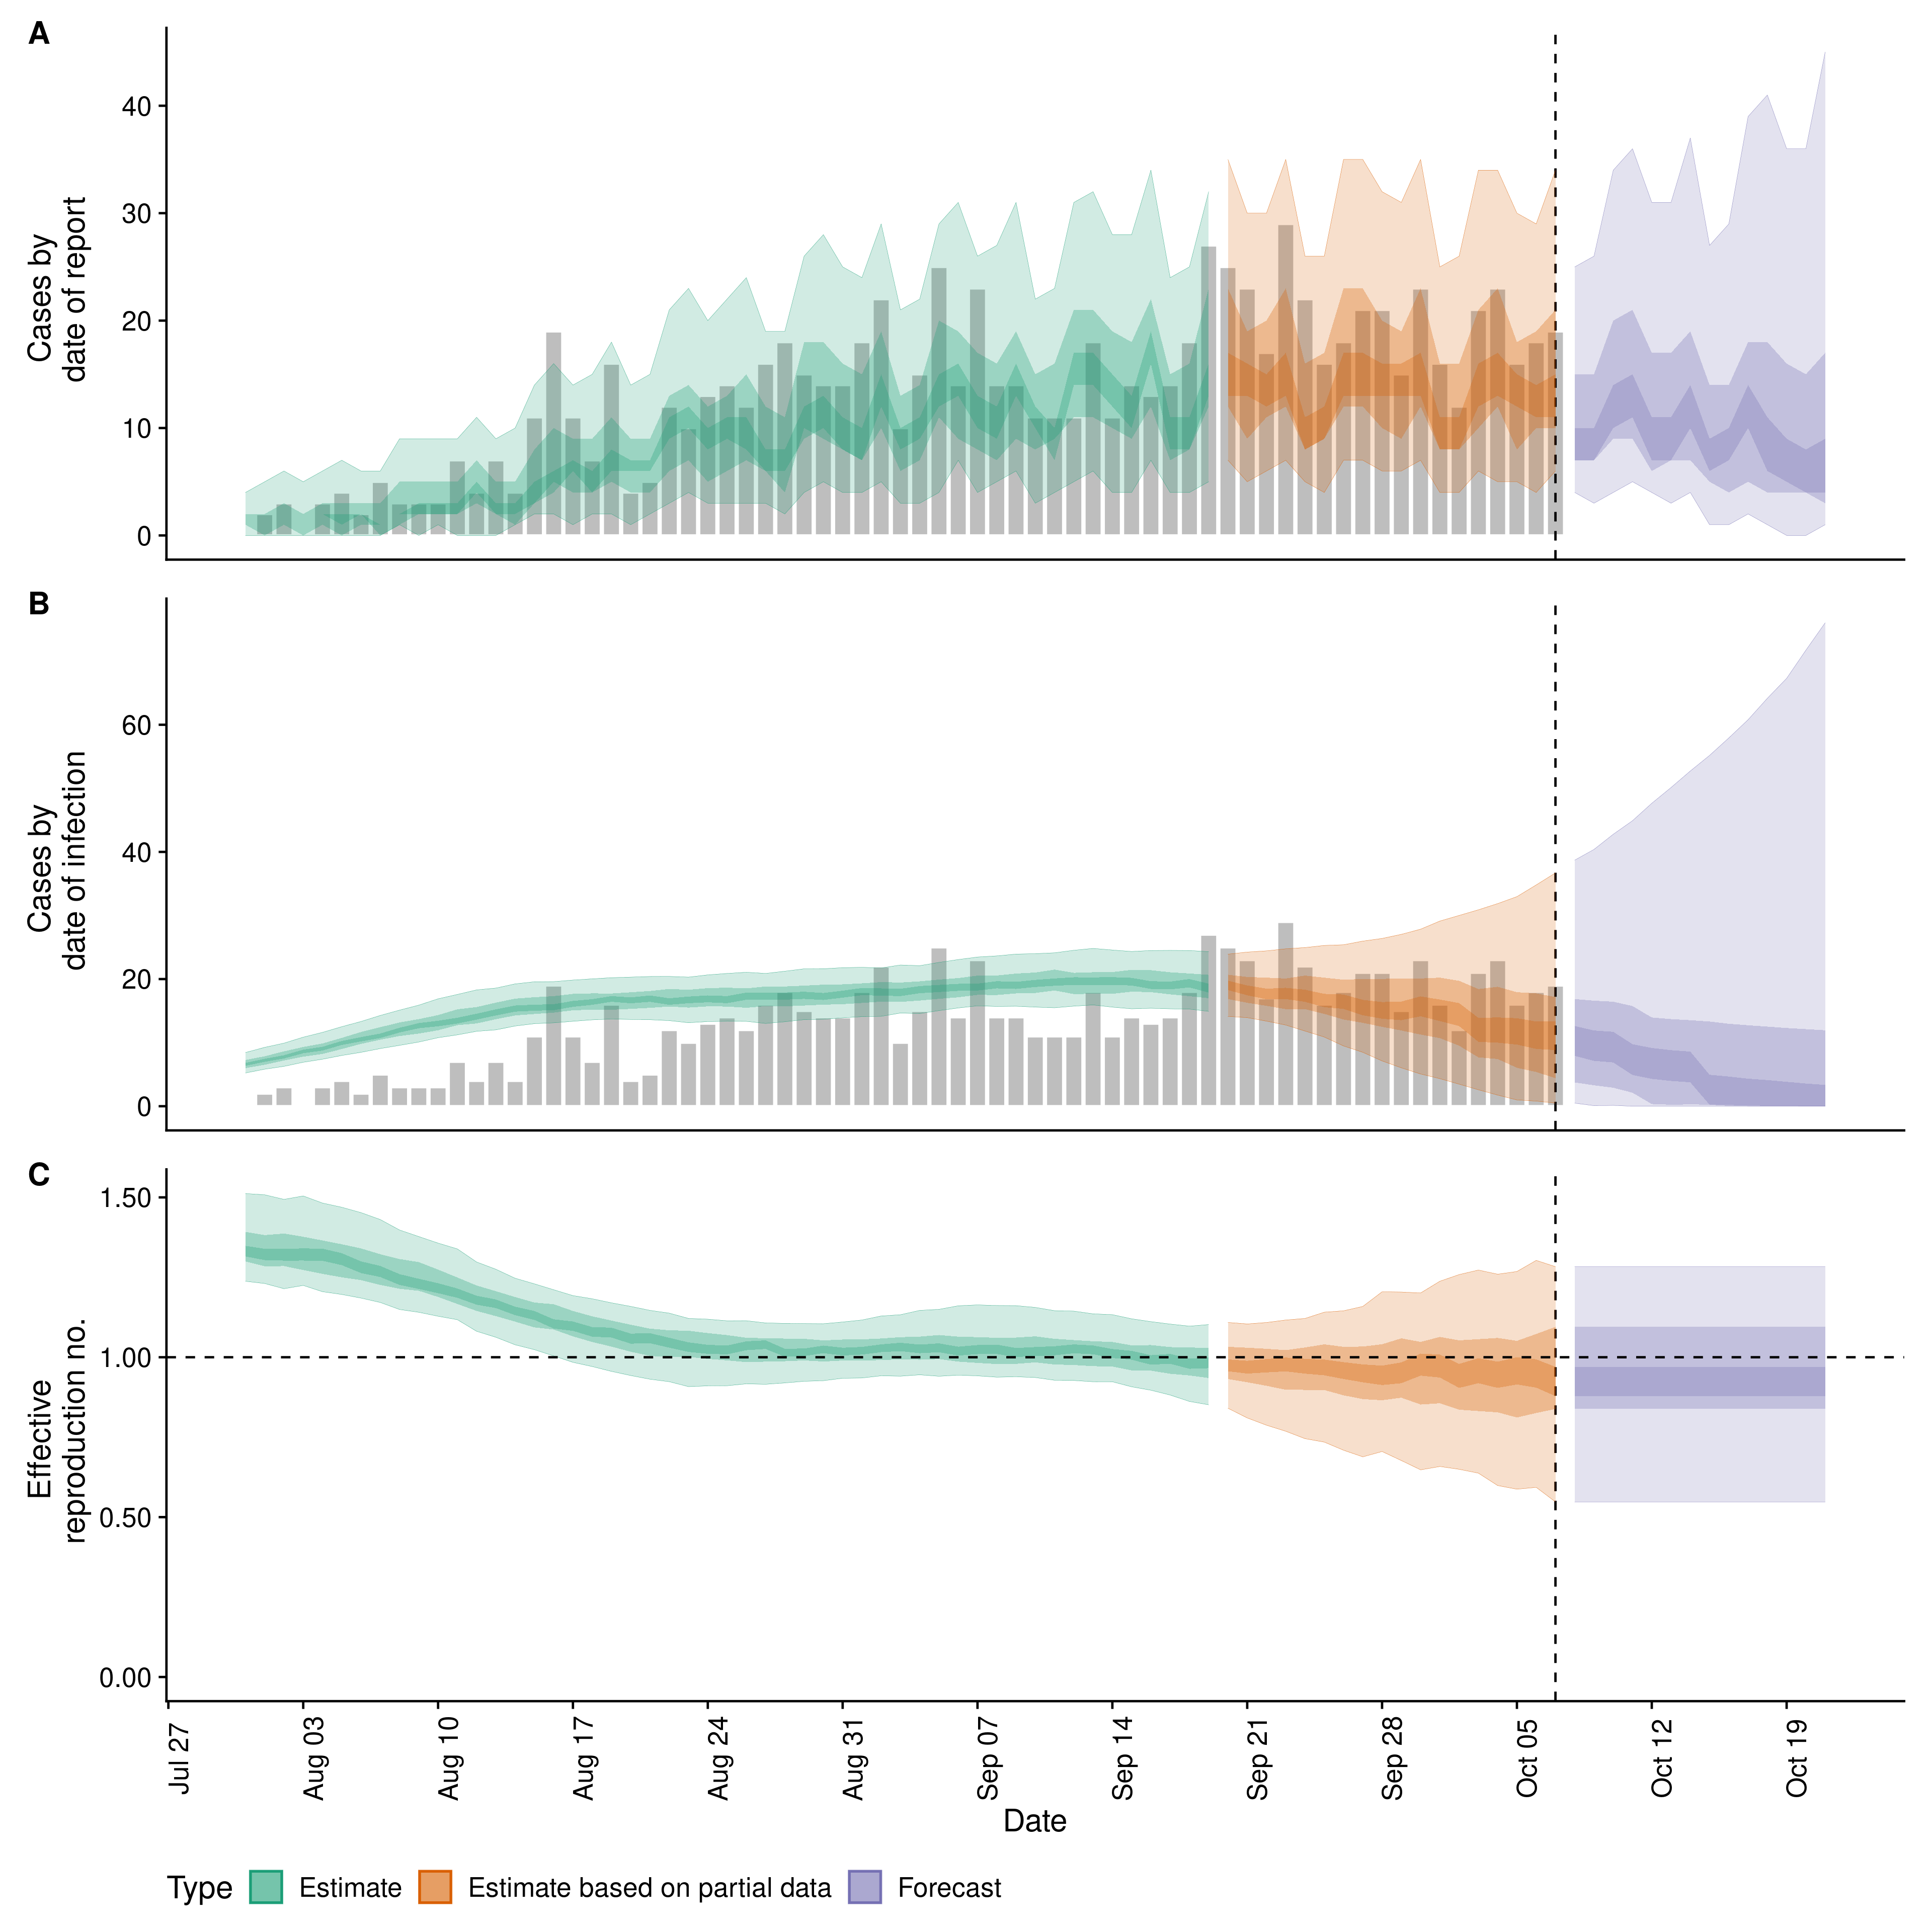 A
Cases by
date of report
40
30
20
10
0
B
Cases by
date of infection
60
40
20
0
C
Effective
reproduction no.
1.50
1.00
0.50
0.00
Jul 27
Aug 03
Aug 10
Aug 17
Aug 24
Aug 31
Sep 07
Sep 14
Sep 21
Sep 28
Oct 05
Oct 12
Oct 19
Date
Type Estimate Estimate based on partial data Forecast